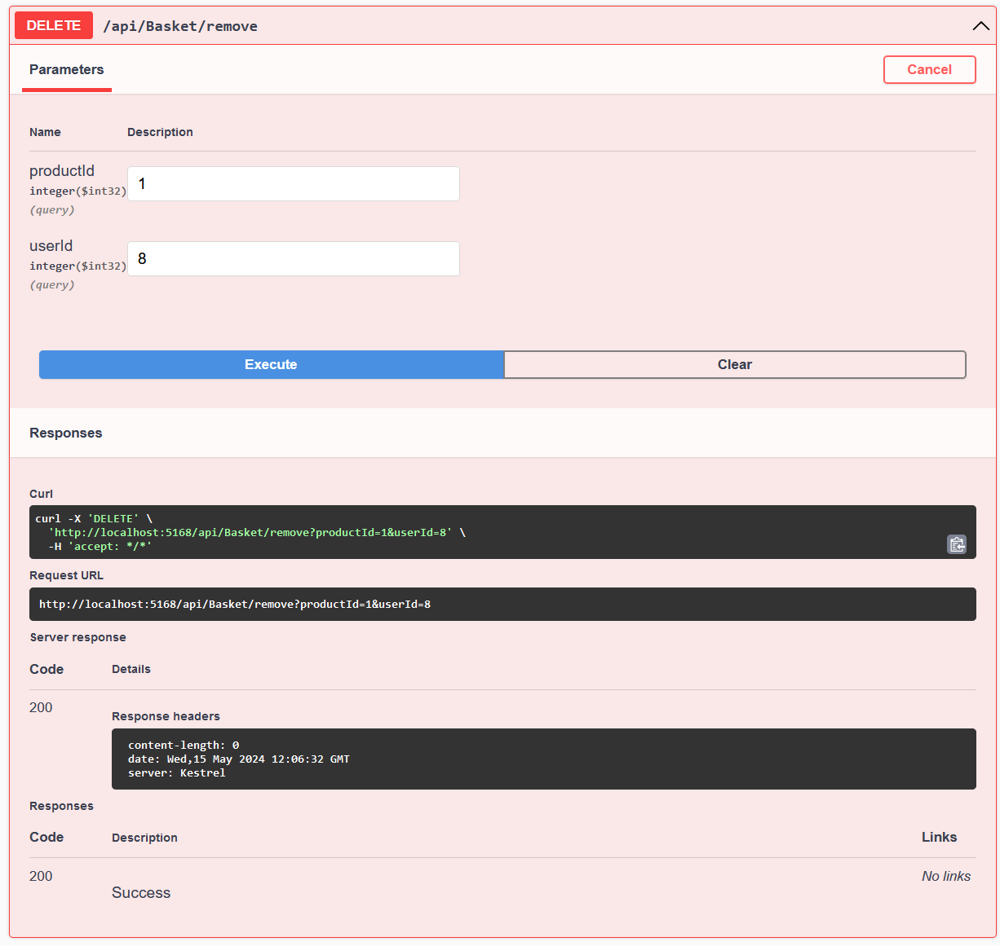 DELETE /api/Basket/remove
Parameters
Cancel
Name Description
productId
integer($int32)
(query)
1
userId
integer($int32)
(query)
8
Execute Clear
Responses
Curl
curl -X 'DELETE' \
'http://localhost:5168/api/Basket/remove?productId=1&userId=8' \
-H 'accept: */*'
Request URL
http://localhost:5168/api/Basket/remove?productId=1&userId=8
Server response
Code Details
200
Response headers
content-length: 0
date: Wed,15 May 2024 12:06:32 GMT
server: Kestrel
Responses
Code Description Links
200 No links
Success